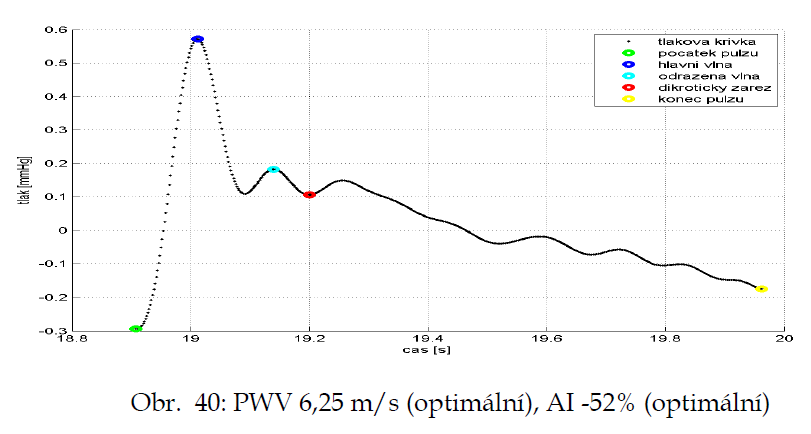 0.6
0.5
0.4
0.3
0.2
0.1
0
-0.1
-0.2
-0.3
tlak [mmHg]
tlakova krivka
pocatek pulzu
hlavni vlna
odrazena vlna
dikroticky zarez
konec pulzu
18.8 19 19.2 19.4 19.6 19.8 20
cas [s]
Obr. 40: PWV 6,25 m/s (optimální), AI -52% (optimální)